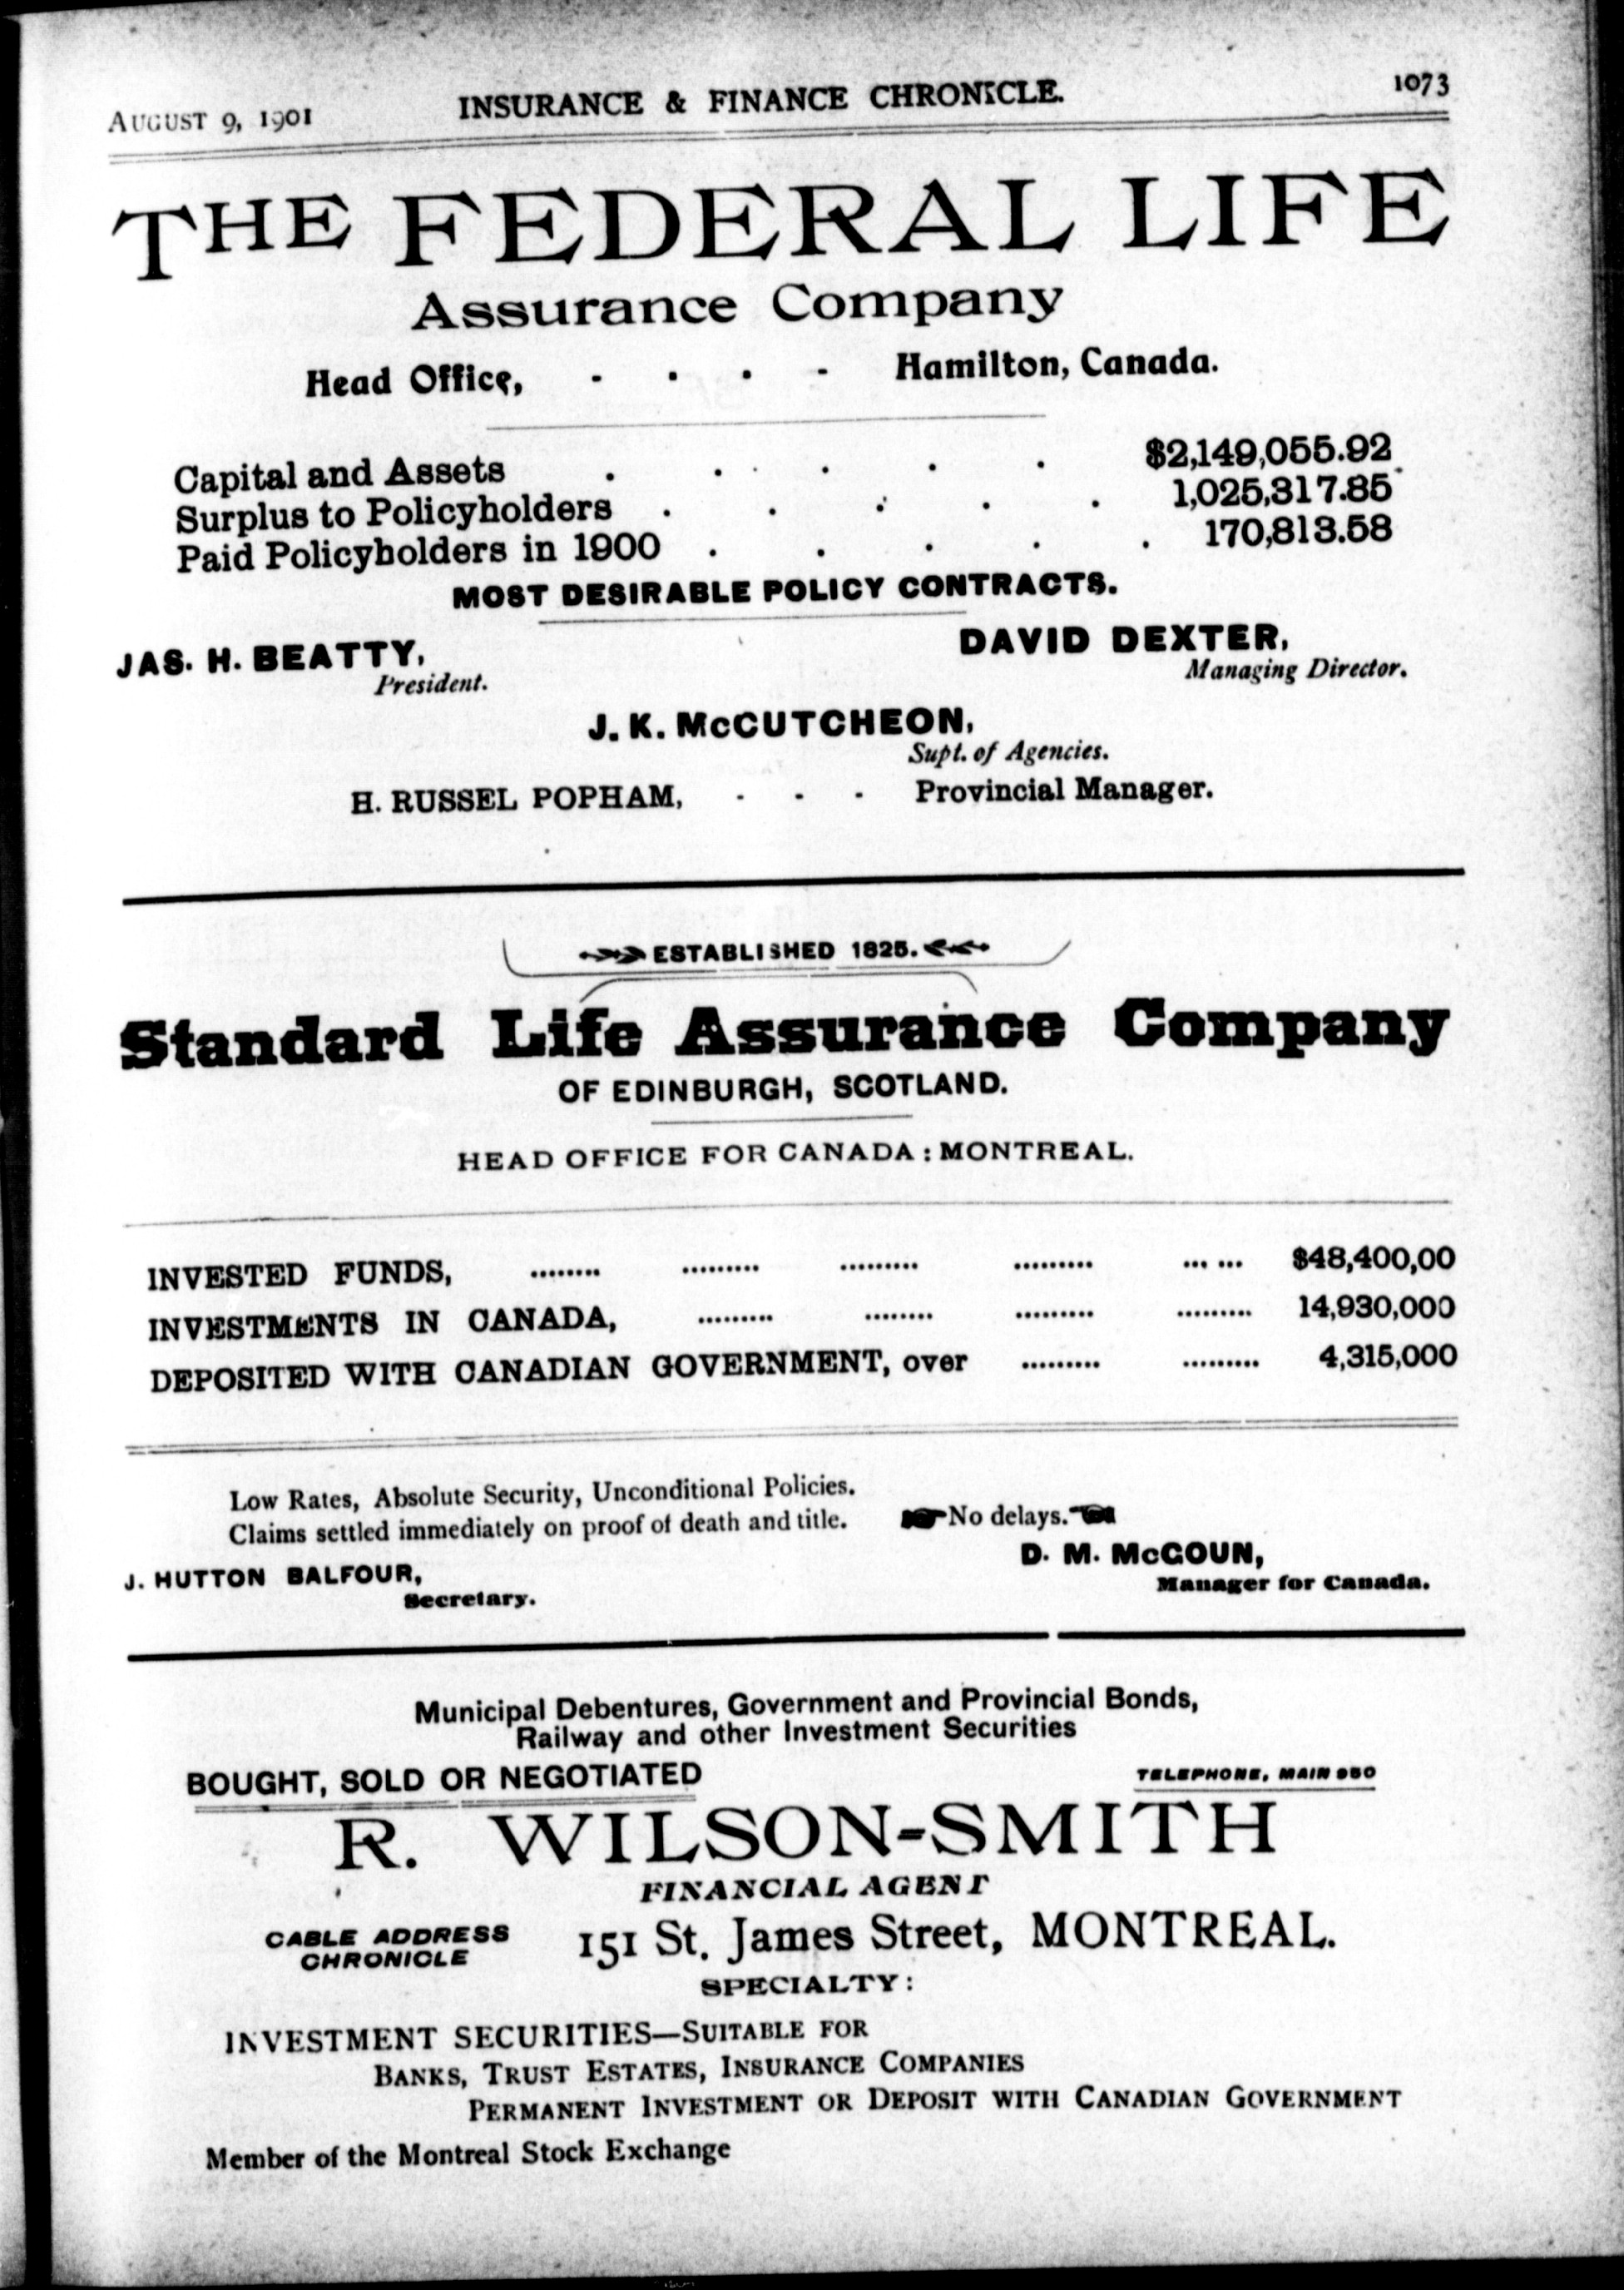 AUGUST 9, 1901 INSURANCE & FINANCE CHRONICLE. 1073
THE FEDERAL LIFE
Assurance Company
Head Office, - - - - Hamilton, Canada.
Capital and Assets . . . . . $2,149,055.92
Surplus to Policyholders . . . . . 1,025,317.85
Paid Policyholders in 1900 . . . . . 170,813.58
MOST DESIRABLE POLICY CONTRACTS.
JAS. H. BEATTY, DAVID DEXTER,
President. Managing Director.
J. K. McCUTCHEON,
Supt. of Agencies.
H. RUSSEL POPHAM, - - - Provincial Manager.
ESTABLISHED 1825.
Standard Life Assurance Company
OF EDINBURGH, SCOTLAND.
HEAD OFFICE FOR CANADA : MONTREAL.
INVESTED FUNDS, ........ ......... ......... ......... ... ... $48,400,00
INVESTMENTS IN CANADA, ......... ........ ......... ......... 14,930,000
DEPOSITED WITH CANADIAN GOVERNMENT, over ......... ......... 4,315,000
Low Rates, Absolute Security, Unconditional Policies.
Claims settled immediately on proof of death and title. No delays.
J. HUTTON BALFOUR, D. M. McGOUN,
Secretary. Manager for Canada.
Municipal Debentures, Government and Provincial Bonds,
Railway and other Investment Securities
BOUGHT, SOLD OR NEGOTIATED TELEPHONE, MAIN 950
R. WILSON-SMITH
FINANCIAL AGENT
CABLE ADDRESS 151 St. James Street, MONTREAL.
CHRONICLE
SPECIALTY :
INVESTMENT SECURITIES—SUITABLE FOR
BANKS, TRUST ESTATES, INSURANCE COMPANIES
PERMANENT INVESTMENT OR DEPOSIT WITH CANADIAN GOVERNMENT
Member of the Montreal Stock Exchange